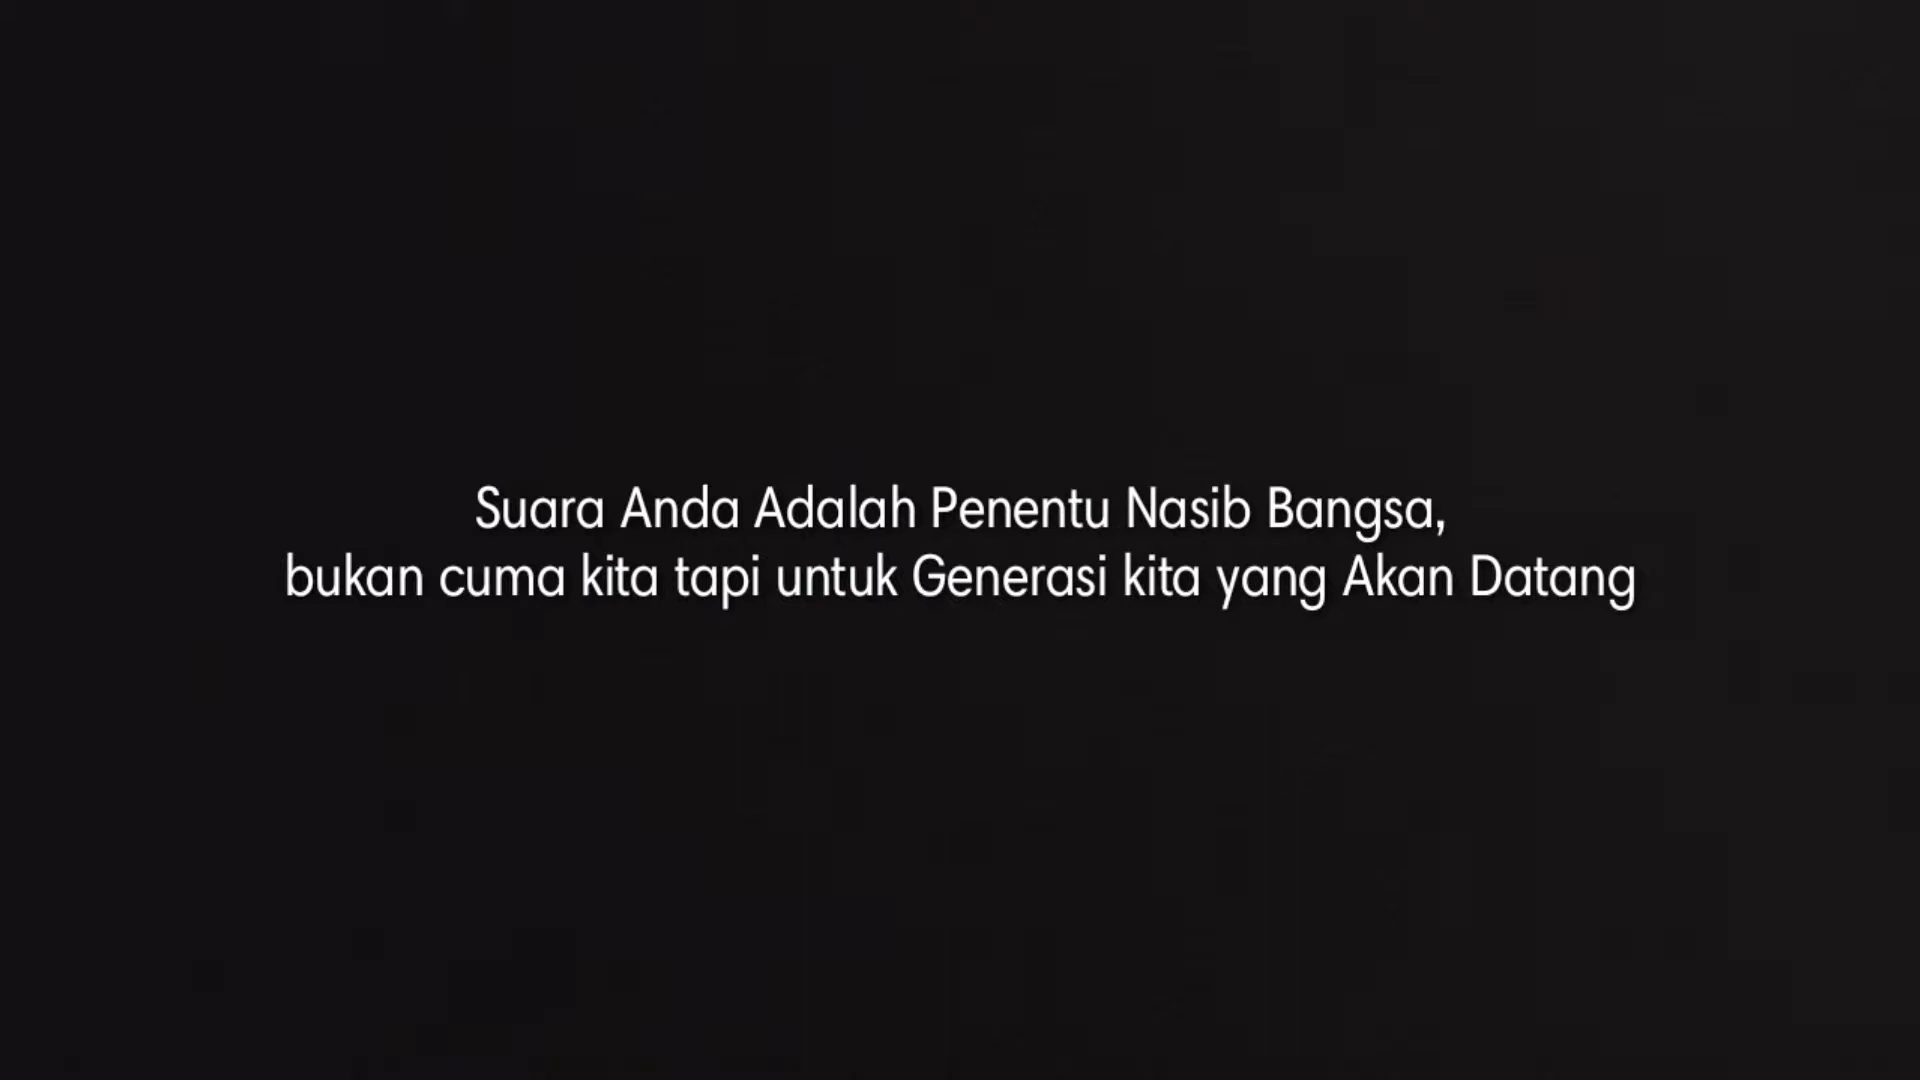 Suara Anda Adalah Penentu Nasib Bangsa,
bukan cuma kita tapi untuk Generasi kita yang Akan Datang